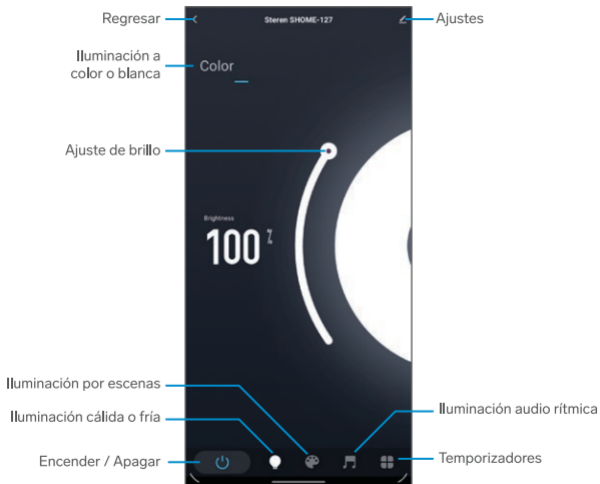 Regresar
Steren SHOME-127
Ajustes
Iluminación a
color o blanca
Color
Ajuste de brillo
Brightness
100 %
Iluminación por escenas
Iluminación cálida o fría
Iluminación audio rítmica
Encender / Apagar
Temporizadores